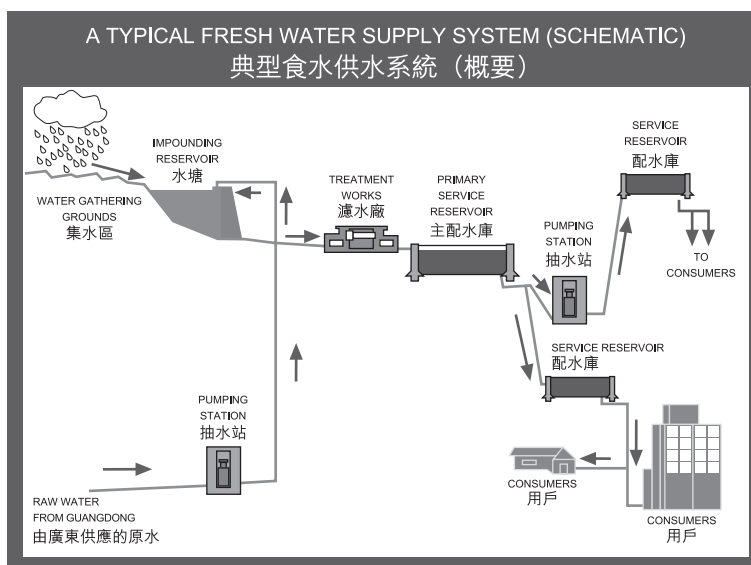 A TYPICAL FRESH WATER SUPPLY SYSTEM (SCHEMATIC)
典型食水供水系統（概要）
IMPOUNDING
RESERVOIR
水塘
WATER GATHERING
GROUNDS
集水區
TREATMENT
WORKS
濾水廠
PRIMARY
SERVICE
RESERVOIR
主配水庫
SERVICE
RESERVOIR
配水庫
PUMPING
STATION
抽水站
TO
CONSUMERS
SERVICE RESERVOIR
配水庫
PUMPING
STATION
抽水站
RAW WATER
FROM GUANGDONG
由廣東供應的原水
CONSUMERS
用戶
CONSUMERS
用戶